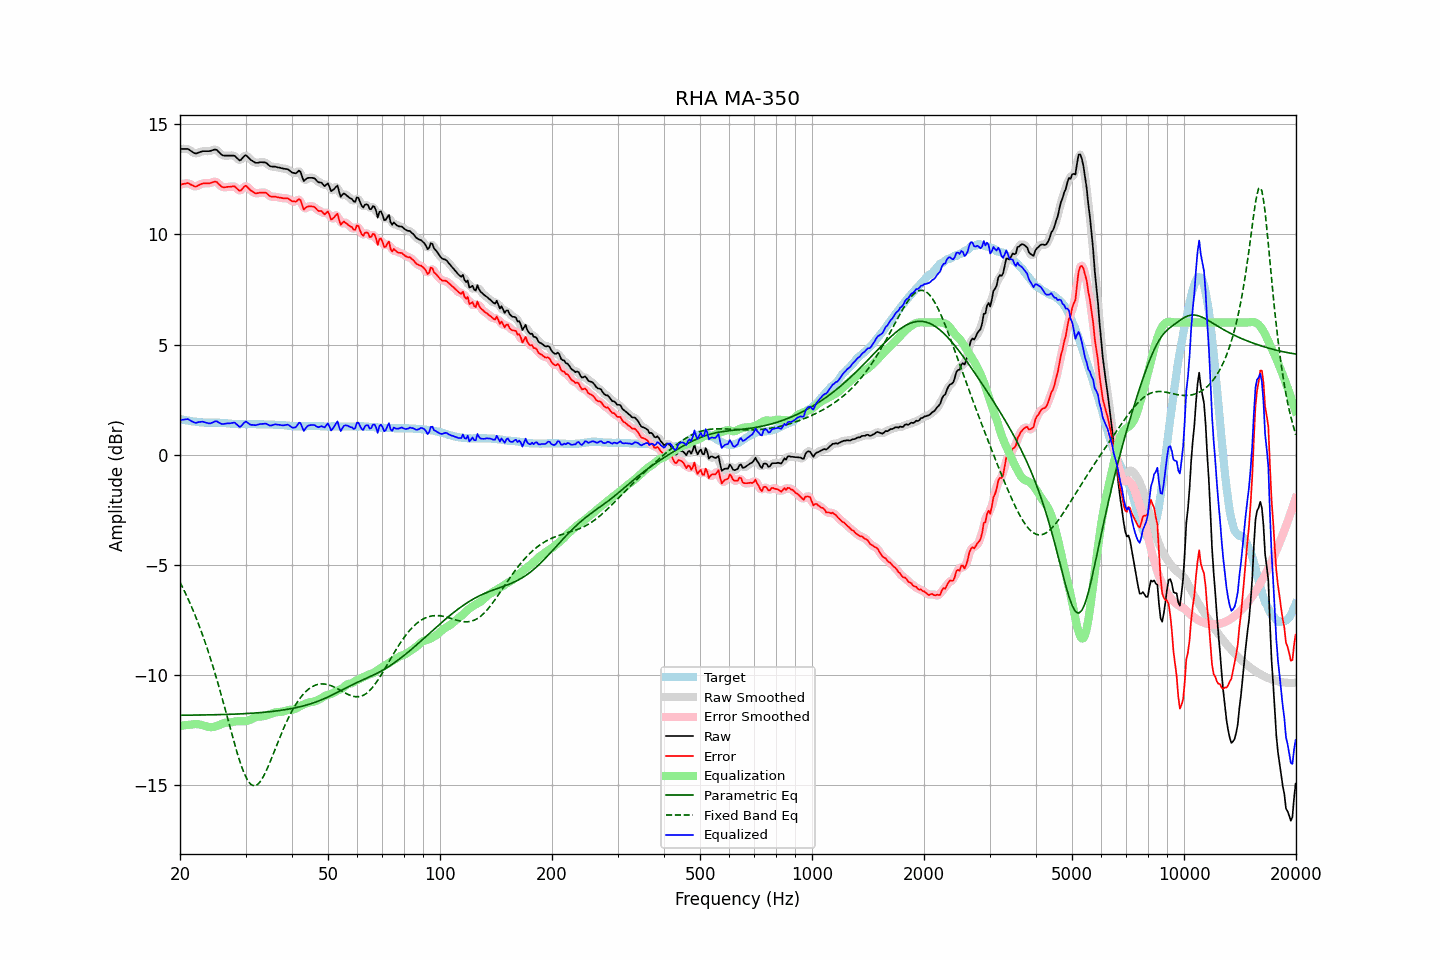 RHA MA-350
15
10
5
0
−5
−10
−15
Amplitude (dBr)
20
50
100
200
500
1000
2000
5000
10000
20000
Frequency (Hz)
Target
Raw Smoothed
Error Smoothed
Raw
Error
Equalization
Parametric Eq
Fixed Band Eq
Equalized